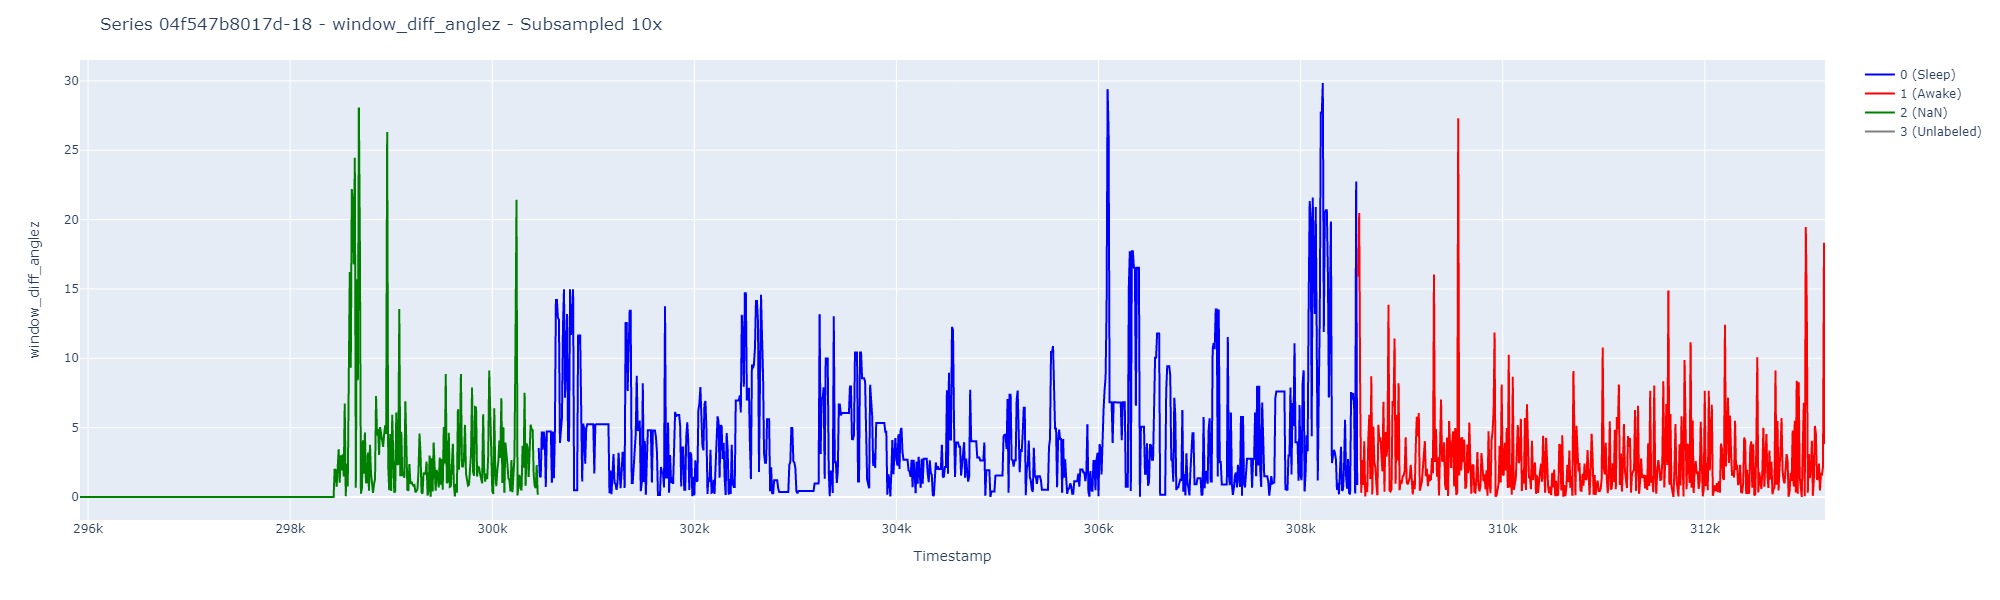 Series 04f547b8017d-18 - window_diff_anglez - Subsampled 10x
30
25
20
15
10
5
0
window_diff_anglez
296k 298k 300k 302k 304k 306k 308k 310k 312k
Timestamp
0 (Sleep)
1 (Awake)
2 (NaN)
3 (Unlabeled)